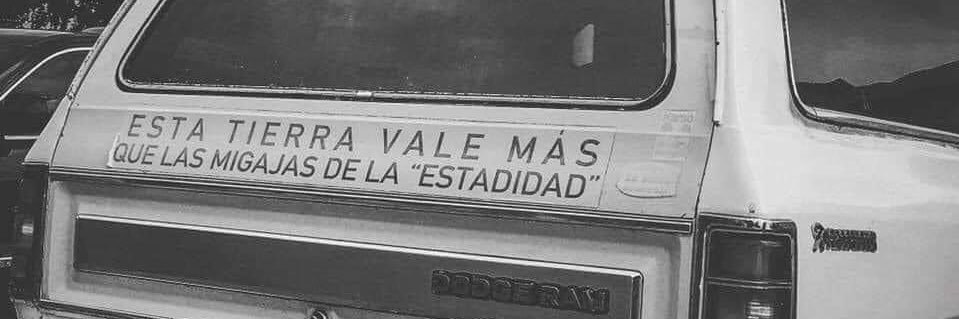 ESTA TIERRA VALE MÁS
QUE LAS MIGAJAS DE LA “ESTADIDAD”
DODGE RAM